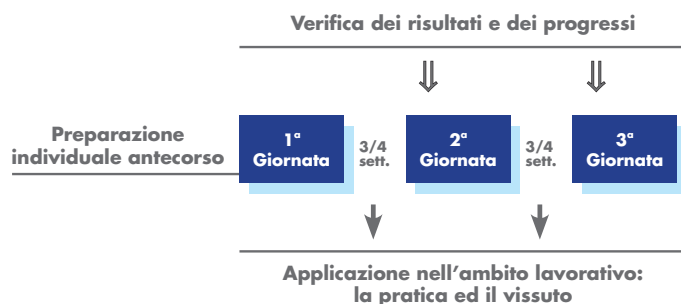 Verifica dei risultati e dei progressi
Preparazione
individuale antecorso
1ª
Giornata
3/4
sett.
2ª
Giornata
3/4
sett.
3ª
Giornata
Applicazione nell'ambito lavorativo:
la pratica ed il vissuto